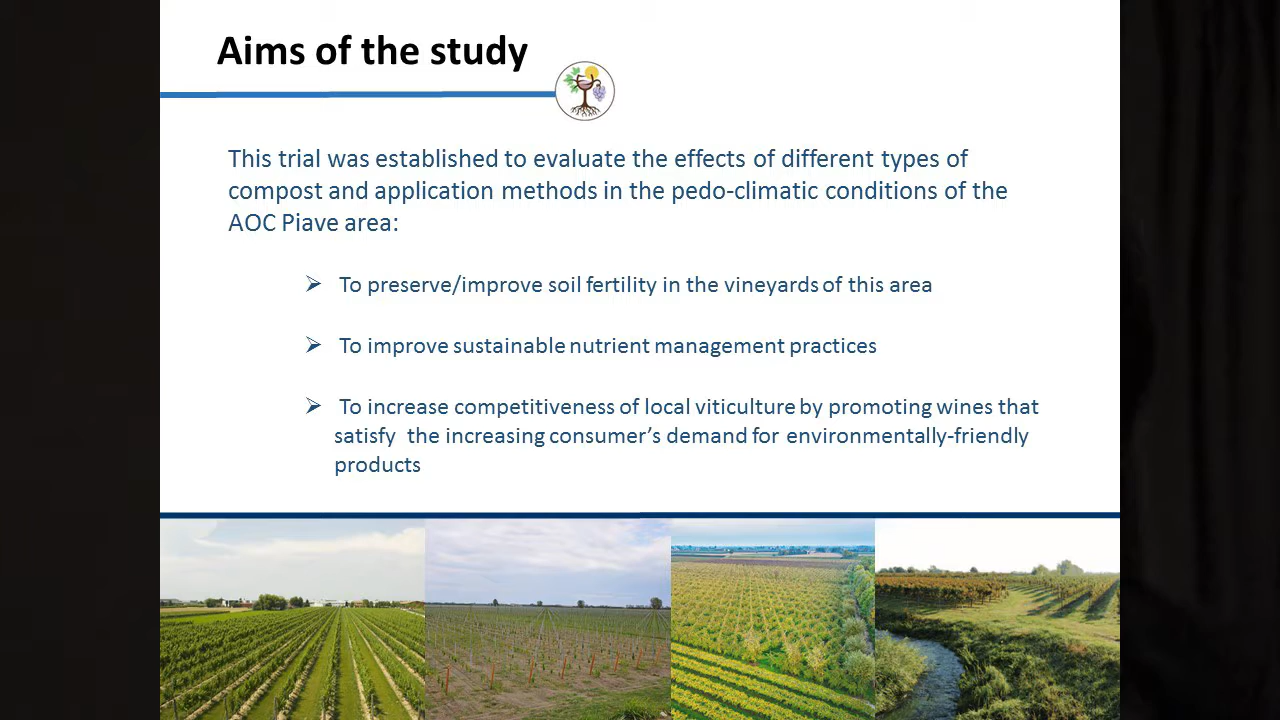 Aims of the study
This trial was established to evaluate the effects of different types of
compost and application methods in the pedo-climatic conditions of the
AOC Piave area:
➢ To preserve/improve soil fertility in the vineyards of this area
➢ To improve sustainable nutrient management practices
➢ To increase competitiveness of local viticulture by promoting wines that
satisfy the increasing consumer’s demand for environmentally-friendly
products